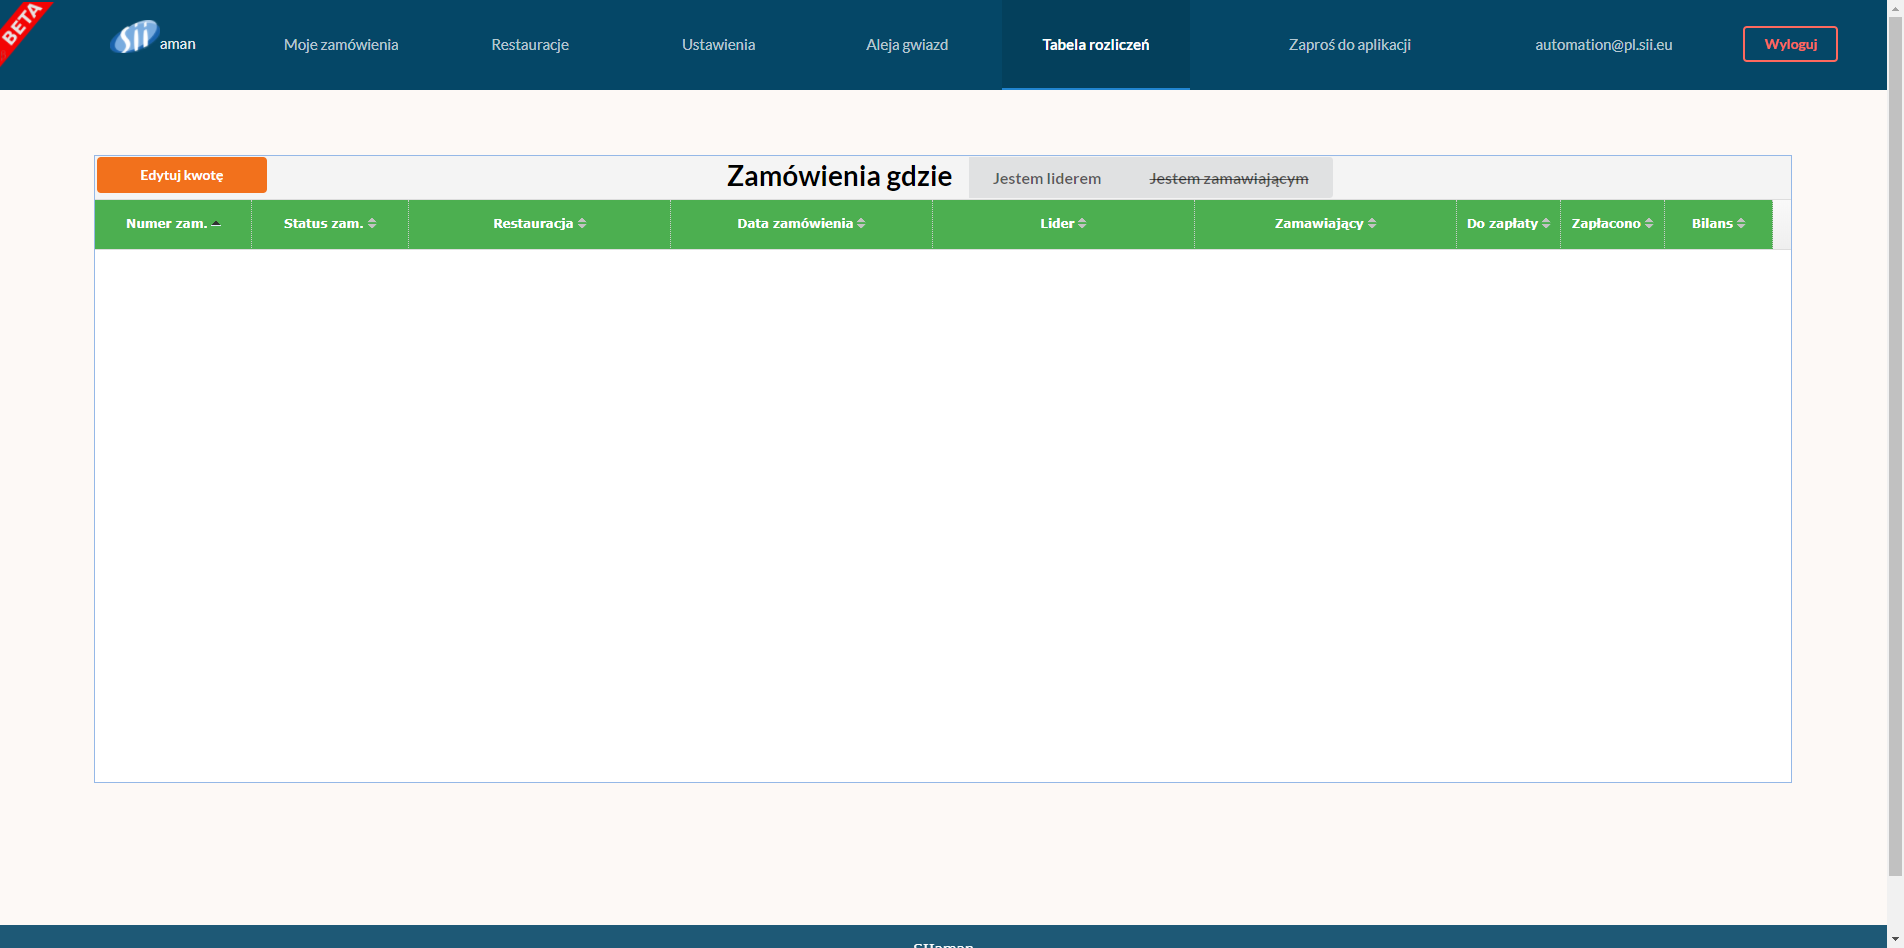 BETA
Sii aman
Moje zamówienia
Restauracje
Ustawienia
Aleja gwiazd
Tabela rozliczeń
Zaproś do aplikacji
automation@pl.sii.eu
Wyloguj
Edytuj kwotę
Zamówienia gdzie
Jestem liderem
Jestem zamawiającym
Numer zam.
Status zam.
Restauracja
Data zamówienia
Lider
Zamawiający
Do zapłaty
Zapłacono
Bilans
SIIaman